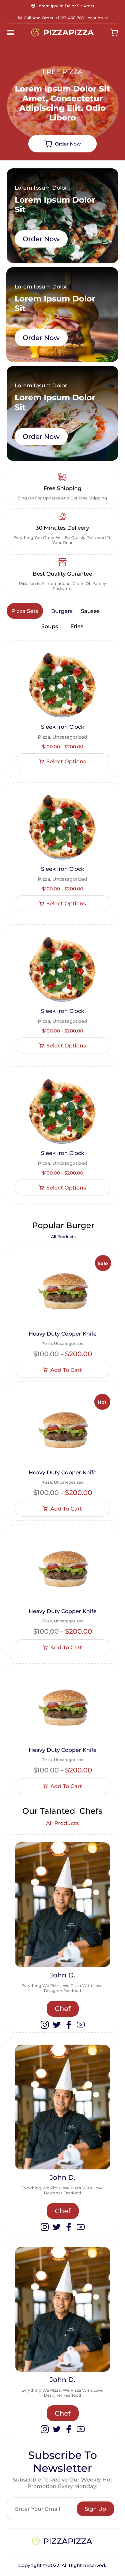 Lorem Ipsum Dolor Sit Amet.
Call And Order: +1 123-456-789 Location
PIZZAPIZZA
FREE PIZZA
Lorem Ipsum Dolor Sit
Amet, Consectetur
Adipiscing Elit. Odio
Libero
Order Now
Lorem Ipsum Dolor .
Lorem Ipsum Dolor
Sit
Order Now
Lorem Ipsum Dolor .
Lorem Ipsum Dolor
Sit
Order Now
Lorem Ipsum Dolor .
Lorem Ipsum Dolor
Sit
Order Now
Free Shipping
Sing Up For Updates And Get Free Shipping
30 Minutes Delivery
Everything You Order Will Be Quickly Delivered To
Your Door
Best Quality Gurantee
Pizzalian Is A International Chain Of Family
Pizza Sets
Burgers
Sauses
Soups
Fries
Sleek Iron Clock
Pizza, Uncategorized
$100.00 - $200.00
Select Options
Sleek Iron Clock
Pizza, Uncategorized
$100.00 - $200.00
Select Options
Sleek Iron Clock
Pizza, Uncategorized
$100.00 - $200.00
Select Options
Sleek Iron Clock
Pizza, Uncategorized
$100.00 - $200.00
Select Options
Popular Burger
All Products
Sale
Heavy Duty Copper Knife
Pizza, Uncategorized
$100.00 - $200.00
Add To Cart
Hot
Heavy Duty Copper Knife
Pizza, Uncategorized
$100.00 - $200.00
Add To Cart
Heavy Duty Copper Knife
Pizza, Uncategorized
$100.00 - $200.00
Add To Cart
Heavy Duty Copper Knife
Pizza, Uncategorized
$100.00 - $200.00
Add To Cart
Our Talanted Chefs
All Products
John D.
Evrything We Plaza, We Piza With Love.
Designer Fastfood
Chef
John D.
Evrything We Plaza, We Piza With Love.
Designer Fastfood
Chef
John D.
Evrything We Plaza, We Piza With Love.
Designer Fastfood
Chef
Subscribe To
Newsletter
Subscrible To Recive Our Weekly Hot
Promotion Every Monday!
Enter Your Email
Sign Up
PIZZAPIZZA
Copyright © 2022. All Right Reserved.